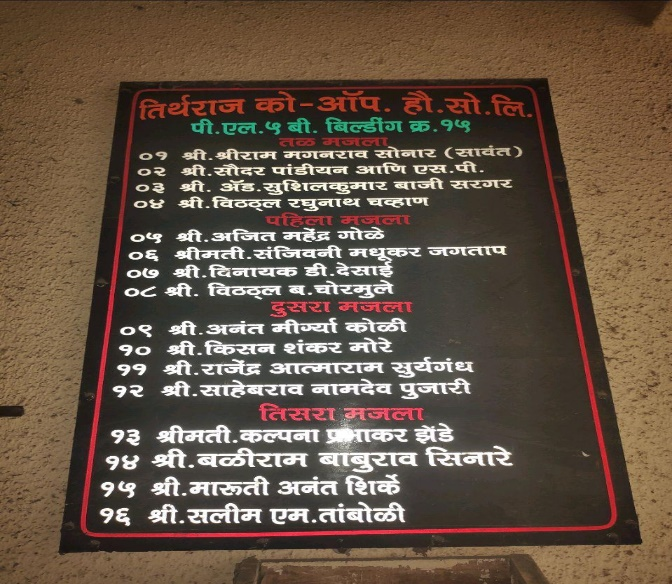 तिर्थराज को-ऑप. हौ.सो.लि.
पी.एल.५ बी. बिल्डींग क्र.१५
तळ मजला
०१ श्री.श्रीराम मगनराव सोनार (सावंत)
०२ श्री.सौदर पांडीयन आणि एस.पी.
०३ श्री. ॲड.सुशिलकुमार बाजी सरगर
०४ श्री.विठठ्ल रघुनाथ चव्हाण
पहिला मजला
०५ श्री.अजित महेंद्र गोळे
०६ श्रीमती.संजिवनी मधूकर जगताप
०७ श्री.विनायक डी.देसाई
०८ श्री. विठठ्ल ब.चोरमुले
दुसरा मजला
०९ श्री.अनंत मीर्ग्या कोळी
१० श्री.किसन शंकर मोरे
११ श्री.राजेंद्र आत्माराम सुर्यगंध
१२ श्री.साहेबराव नामदेव पुजारी
तिसरा मजला
१३ श्रीमती.कल्पना प्रभाकर झेंडे
१४ श्री.बळीराम बाबुराव सिनारे
१५ श्री.मारूती अनंत शिर्के
१६ श्री.सलीम एम.तांबोळी